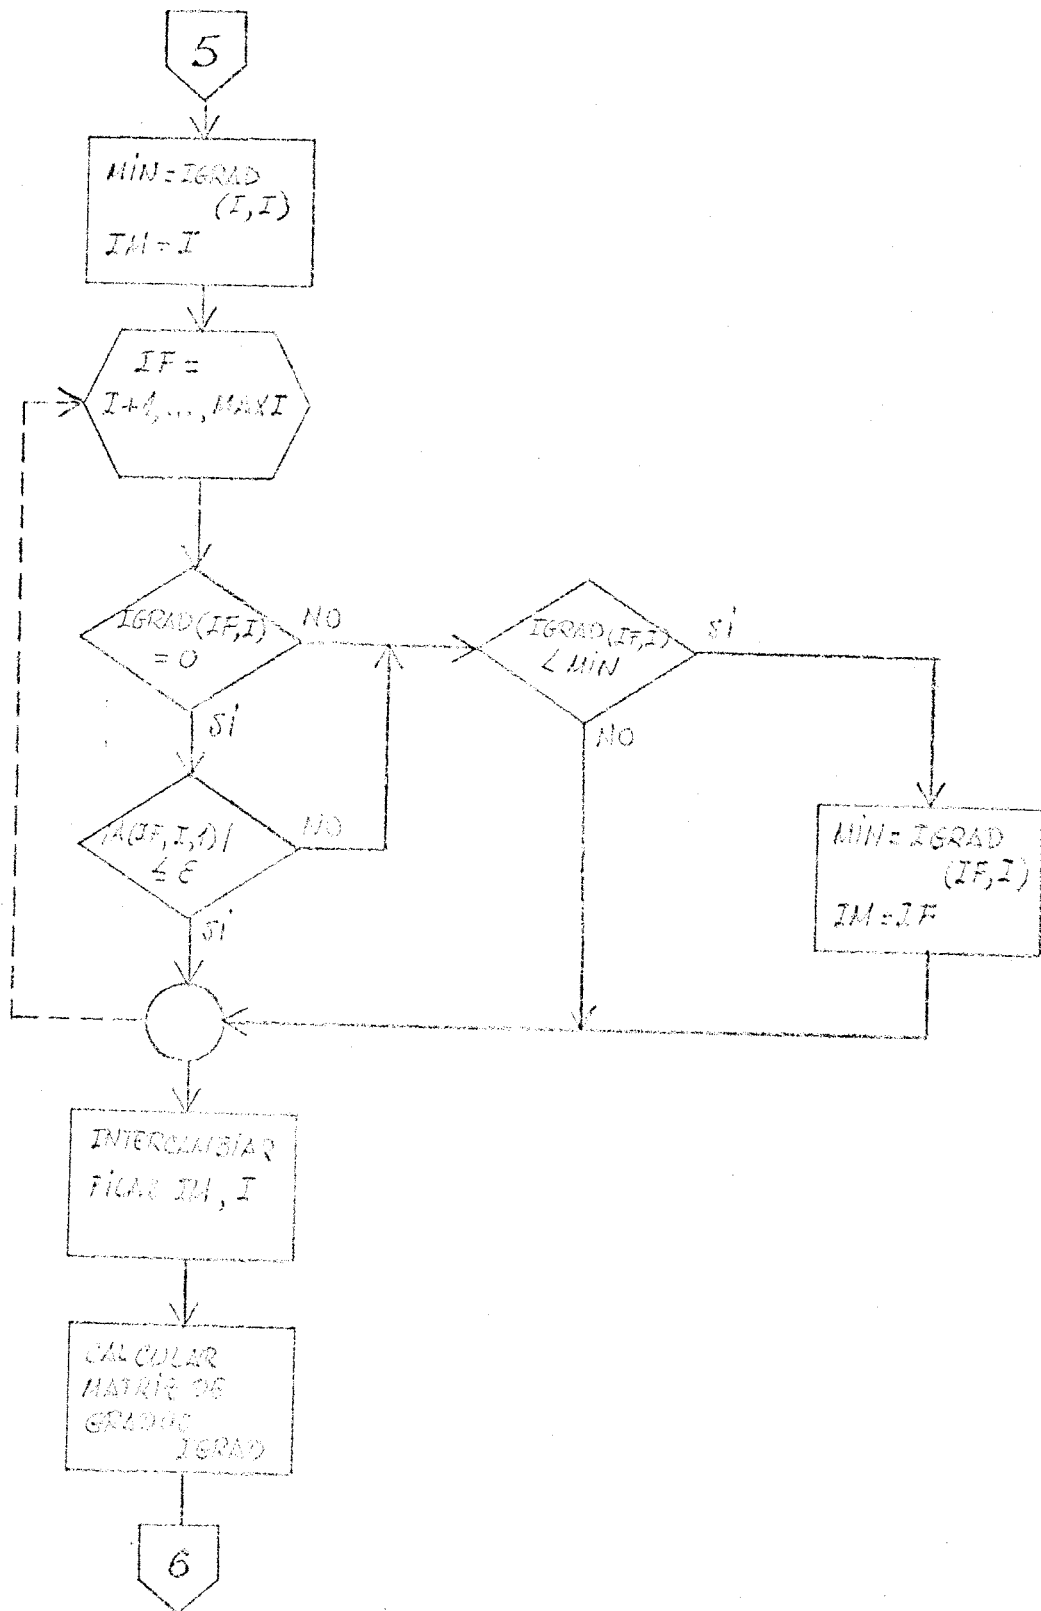 5
MIN = IGRAD
(I, I)
IM = I
IF =
I+1, ..., MAXI
IGRAD(IF,I)
= 0
NO
SI
IGRAD(IF,I)
< MIN
SI
NO
|A(IF,I,1)|
≤ ε
NO
SI
MIN = IGRAD
(IF,I)
IM = IF
INTERCAMBIAR
FILAS IM, I
CALCULAR
MATRIZ DE
GRADOS
IGRAD
6